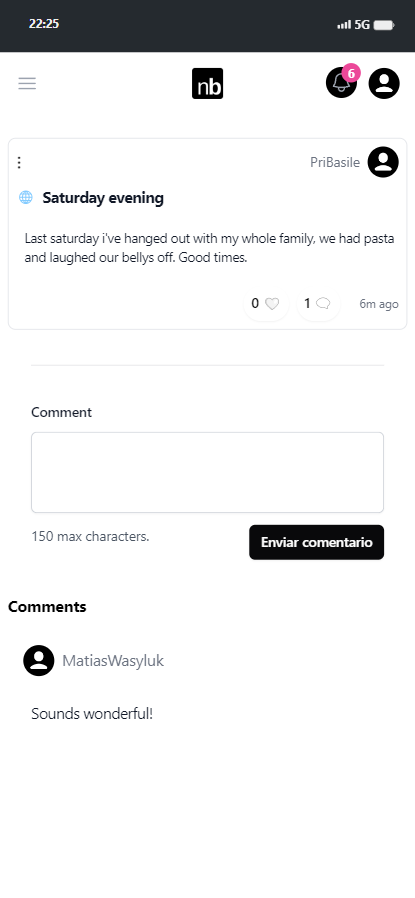 22:25
5G
nb
6
PriBasile
Saturday evening
Last saturday i've hanged out with my whole family, we had pasta
and laughed our bellys off. Good times.
0
1
6m ago
Comment
150 max characters.
Enviar comentario
Comments
MatiasWasyluk
Sounds wonderful!